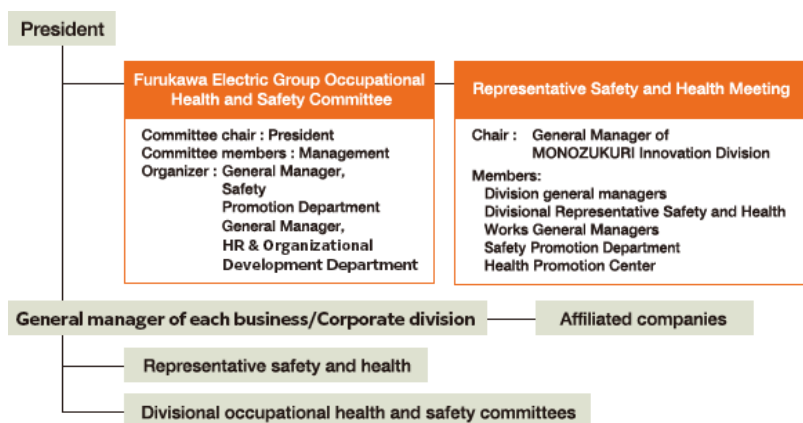 President
Furukawa Electric Group Occupational
Health and Safety Committee
Committee chair : President
Committee members : Management
Organizer : General Manager,
Safety
Promotion Department
General Manager,
HR & Organizational
Development Department
Representative Safety and Health Meeting
Chair : General Manager of
MONOZUKURI Innovation Division
Members:
Division general managers
Divisional Representative Safety and Health
Works General Managers
Safety Promotion Department
Health Promotion Center
General manager of each business/Corporate division
Affiliated companies
Representative safety and health
Divisional occupational health and safety committees